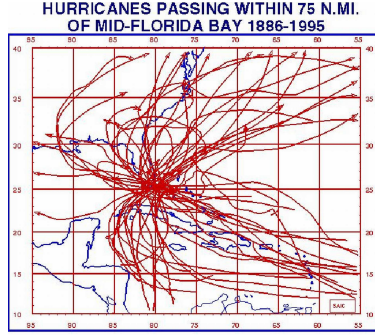 HURRICANES PASSING WITHIN 75 N.MI.
OF MID-FLORIDA BAY 1886-1995
95 90 85 80 75 70 65 60 55
40 40
35 35
30 30
25 25
20 20
15 15
10 10
SAIC
95 90 85 80 75 70 65 60 55